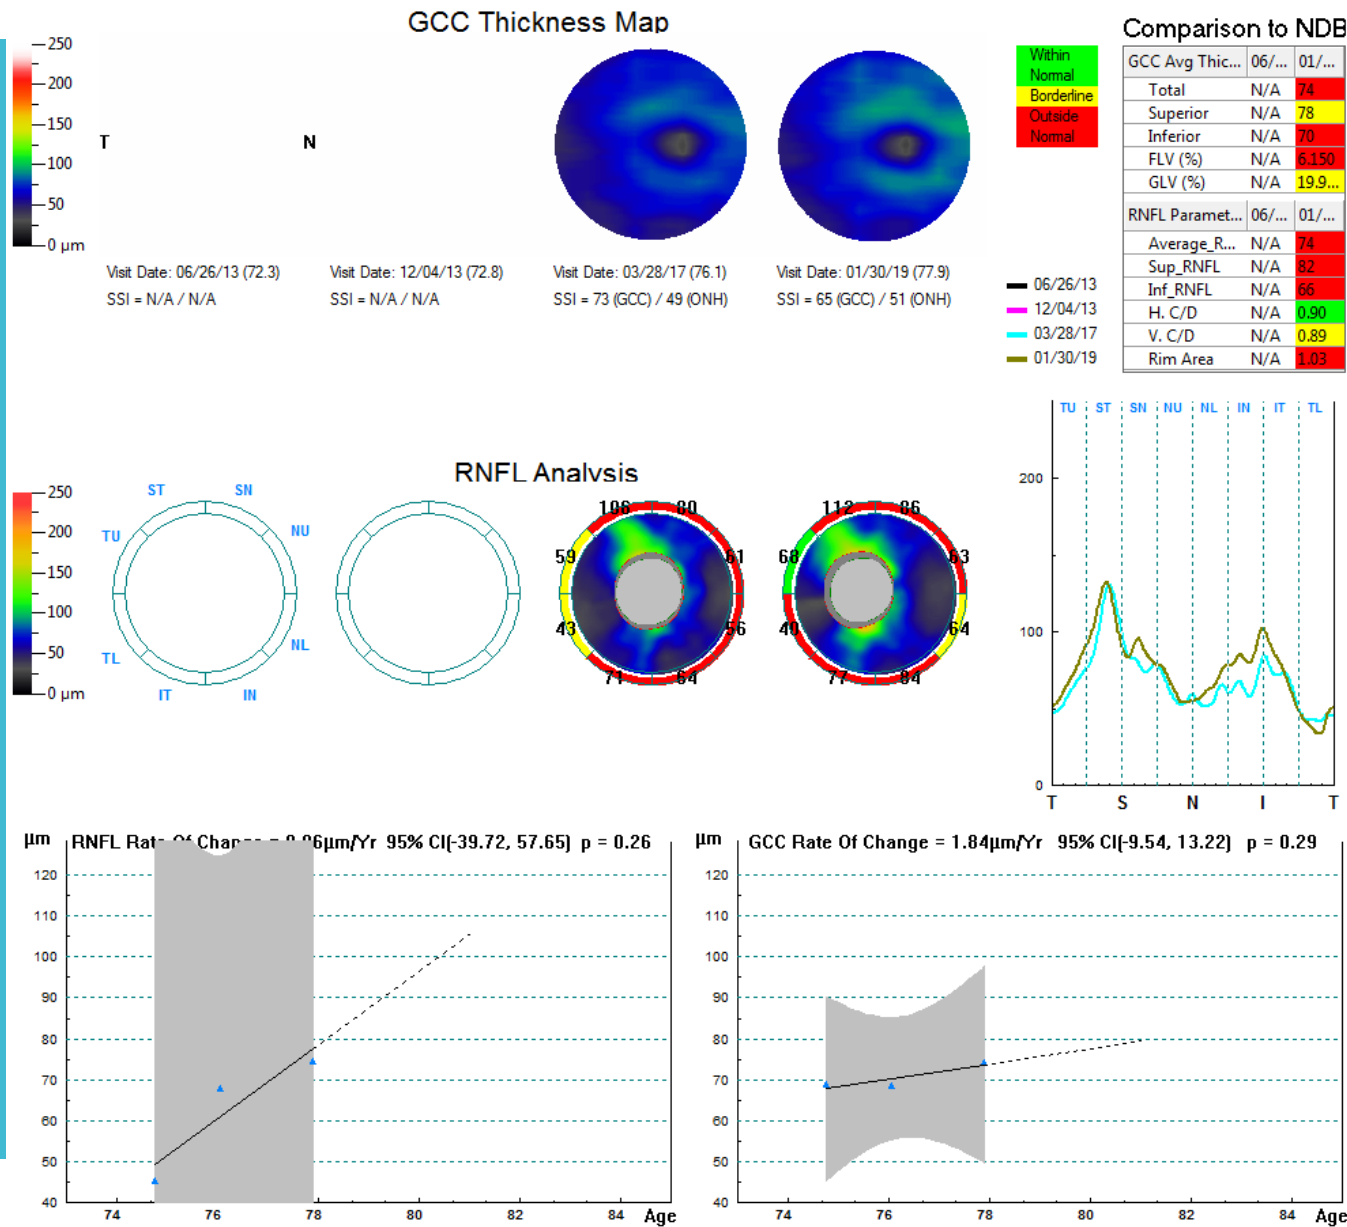 GCC Thickness Map
Comparison to NDB
250
200
150
100
50
0 µm
T
N
Within
Normal
Borderline
Outside
Normal
GCC Avg Thic... 06/... 01/...
Total N/A 74
Superior N/A 78
Inferior N/A 70
FLV (%) N/A 6.150
GLV (%) N/A 19.9...
RNFL Paramet... 06/... 01/...
Average_R... N/A 74
Sup_RNFL N/A 82
Inf_RNFL N/A 66
H. C/D N/A 0.90
V. C/D N/A 0.89
Rim Area N/A 1.03
Visit Date: 06/26/13 (72.3)
SSI = N/A / N/A
Visit Date: 12/04/13 (72.8)
SSI = N/A / N/A
Visit Date: 03/28/17 (76.1)
SSI = 73 (GCC) / 49 (ONH)
Visit Date: 01/30/19 (77.9)
SSI = 65 (GCC) / 51 (ONH)
06/26/13
12/04/13
03/28/17
01/30/19
RNFL Analysis
250
200
150
100
50
0 µm
ST SN
TU NU
TL NL
IT IN
106 80
59 61
43 56
71 64
112 86
68 63
40 64
77 84
TU ST SN NU NL IN IT TL
200
100
0
T S N I T
µm RNFL Rate Of Change = µm/Yr 95% CI(-39.72, 57.65) p = 0.26
120
110
100
90
80
70
60
50
40
74 76 78 80 82 84 Age
µm GCC Rate Of Change = 1.84µm/Yr 95% CI(-9.54, 13.22) p = 0.29
120
110
100
90
80
70
60
50
40
74 76 78 80 82 84 Age